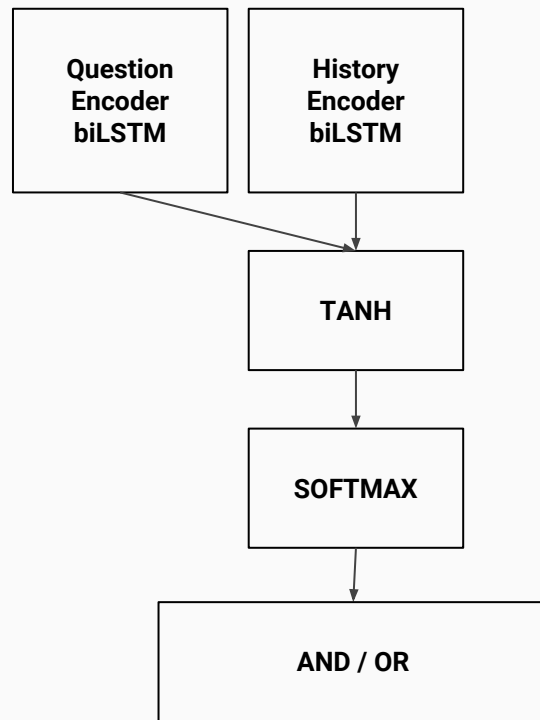 Question
Encoder
biLSTM
History
Encoder
biLSTM
TANH
SOFTMAX
AND / OR